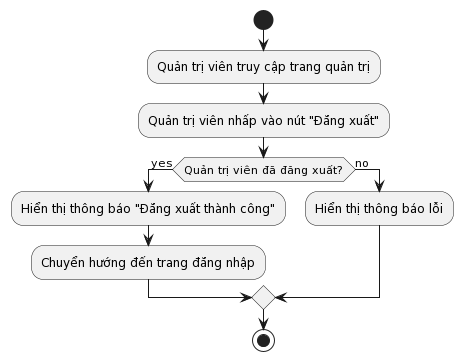 Quản trị viên truy cập trang quản trị
Quản trị viên nhấp vào nút "Đăng xuất"
yes
Quản trị viên đã đăng xuất?
no
Hiển thị thông báo "Đăng xuất thành công"
Hiển thị thông báo lỗi
Chuyển hướng đến trang đăng nhập